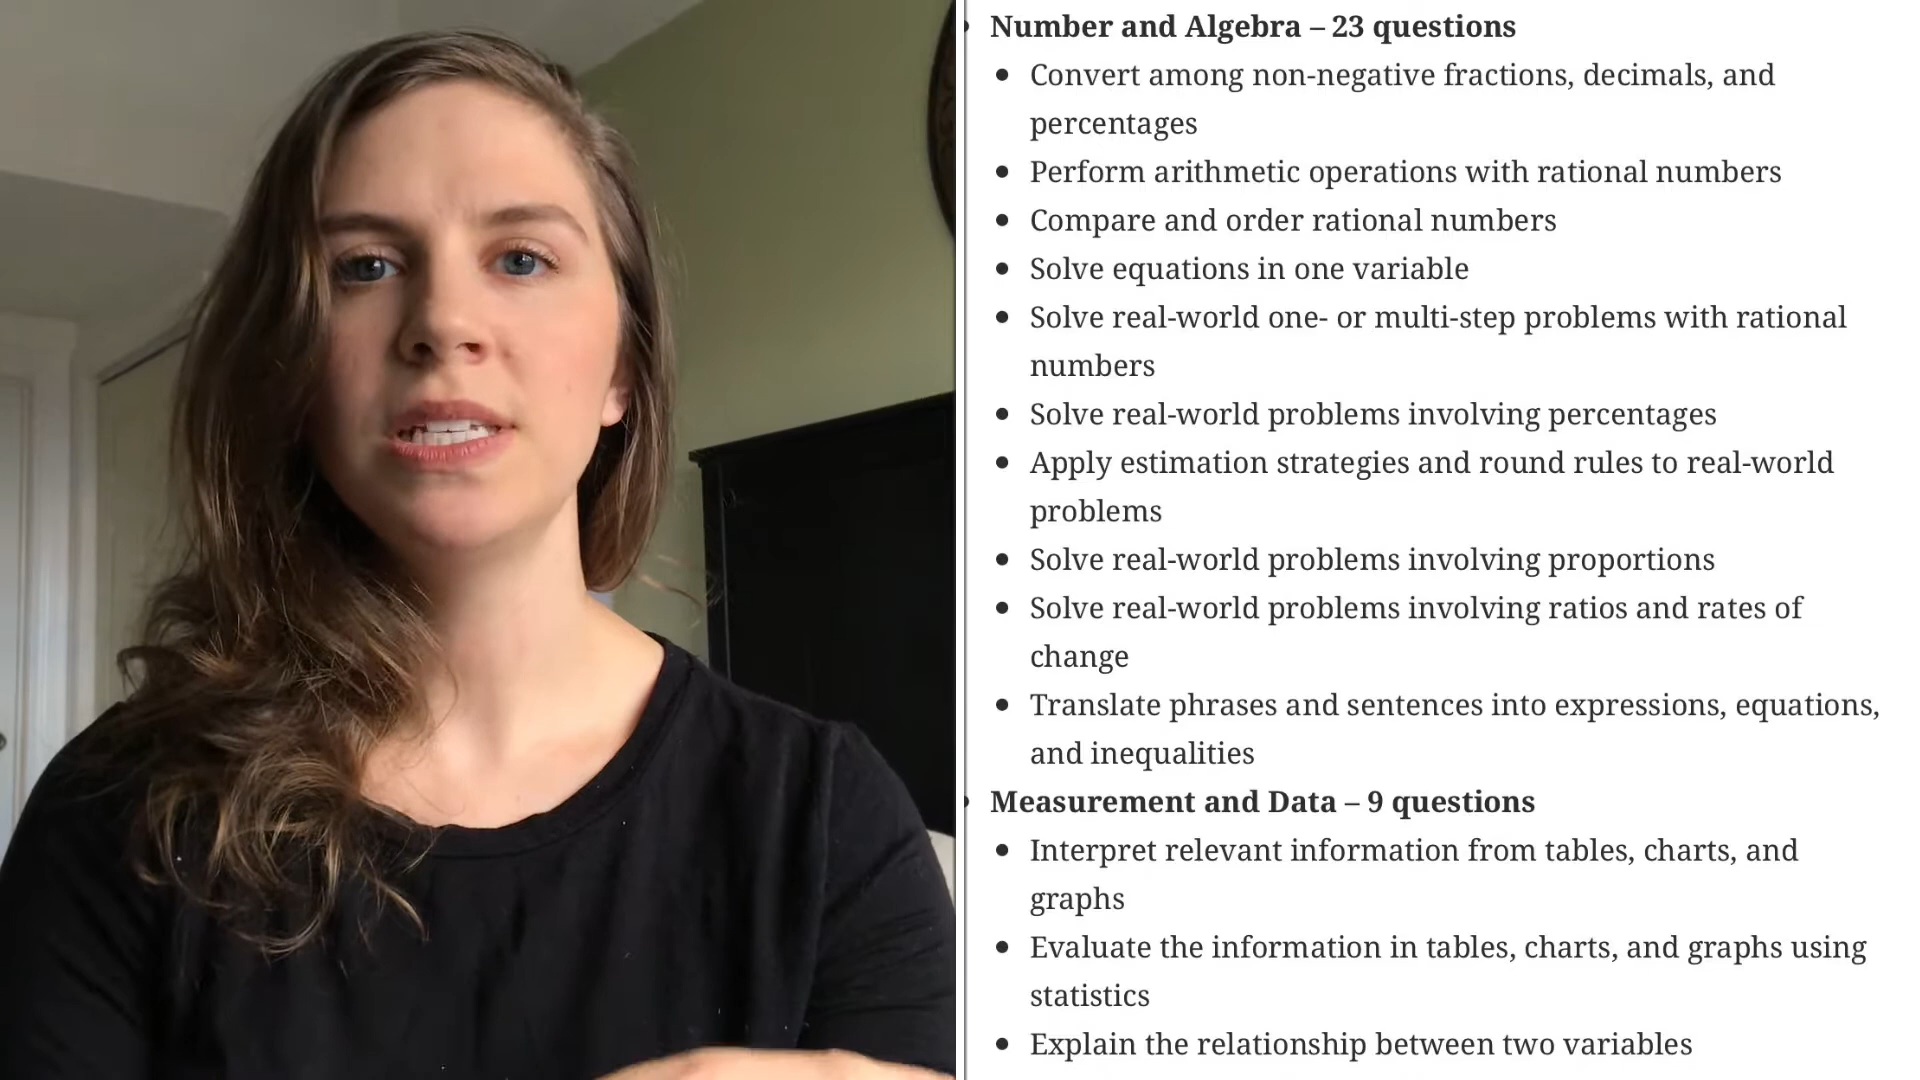 Number and Algebra – 23 questions
• Convert among non-negative fractions, decimals, and
percentages
• Perform arithmetic operations with rational numbers
• Compare and order rational numbers
• Solve equations in one variable
• Solve real-world one- or multi-step problems with rational
numbers
• Solve real-world problems involving percentages
• Apply estimation strategies and round rules to real-world
problems
• Solve real-world problems involving proportions
• Solve real-world problems involving ratios and rates of
change
• Translate phrases and sentences into expressions, equations,
and inequalities
Measurement and Data – 9 questions
• Interpret relevant information from tables, charts, and
graphs
• Evaluate the information in tables, charts, and graphs using
statistics
• Explain the relationship between two variables